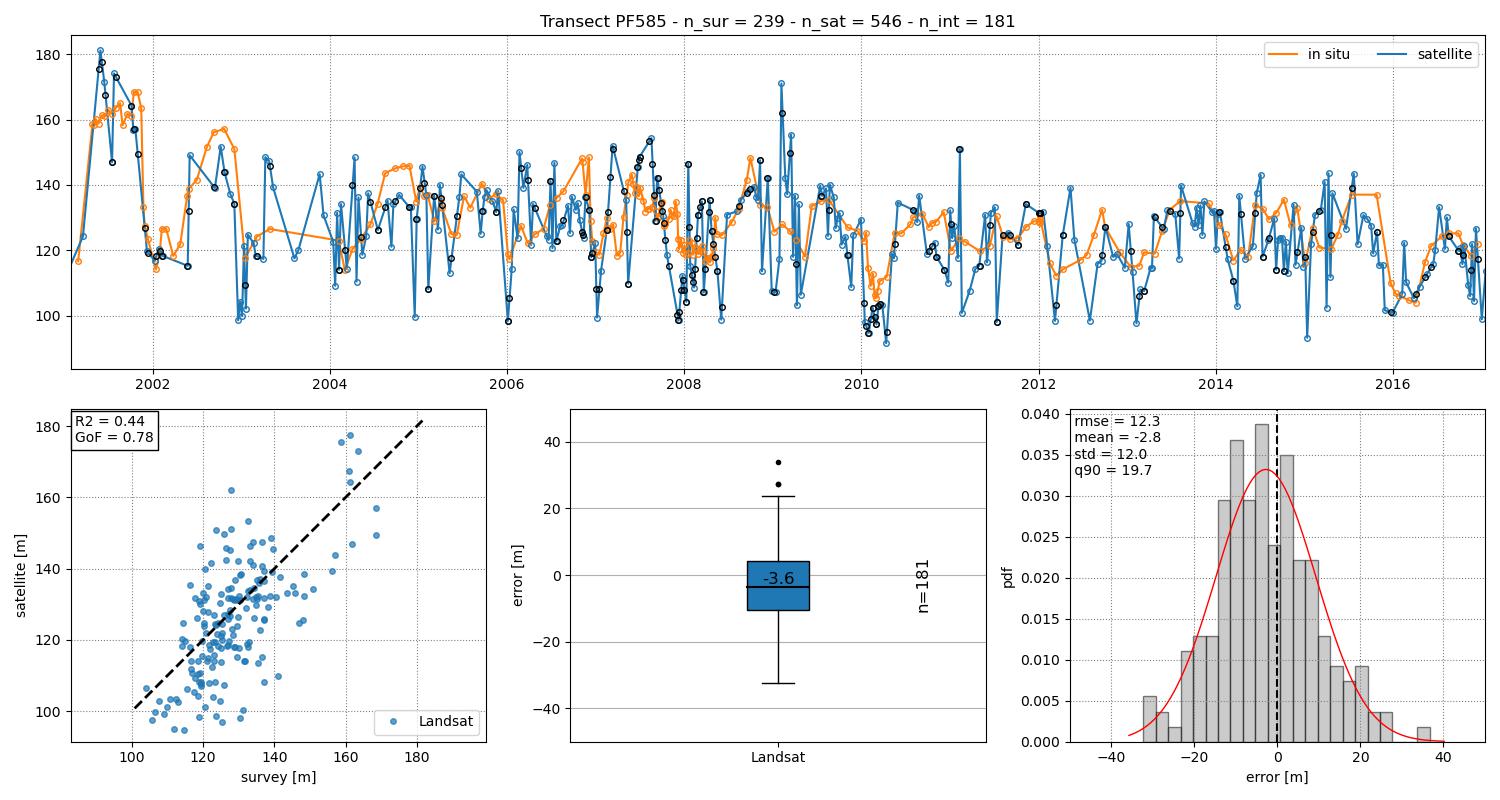 Transect PF585 - n_sur = 239 - n_sat = 546 - n_int = 181
in situ
satellite
180
160
140
120
100
2002
2004
2006
2008
2010
2012
2014
2016
R2 = 0.44
GoF = 0.78
satellite [m]
180
160
140
120
100
Landsat
100
120
140
160
180
survey [m]
error [m]
40
20
0
−20
−40
-3.6
n=181
Landsat
rmse = 12.3
mean = -2.8
std = 12.0
q90 = 19.7
pdf
0.040
0.035
0.030
0.025
0.020
0.015
0.010
0.005
0.000
−40
−20
0
20
40
error [m]